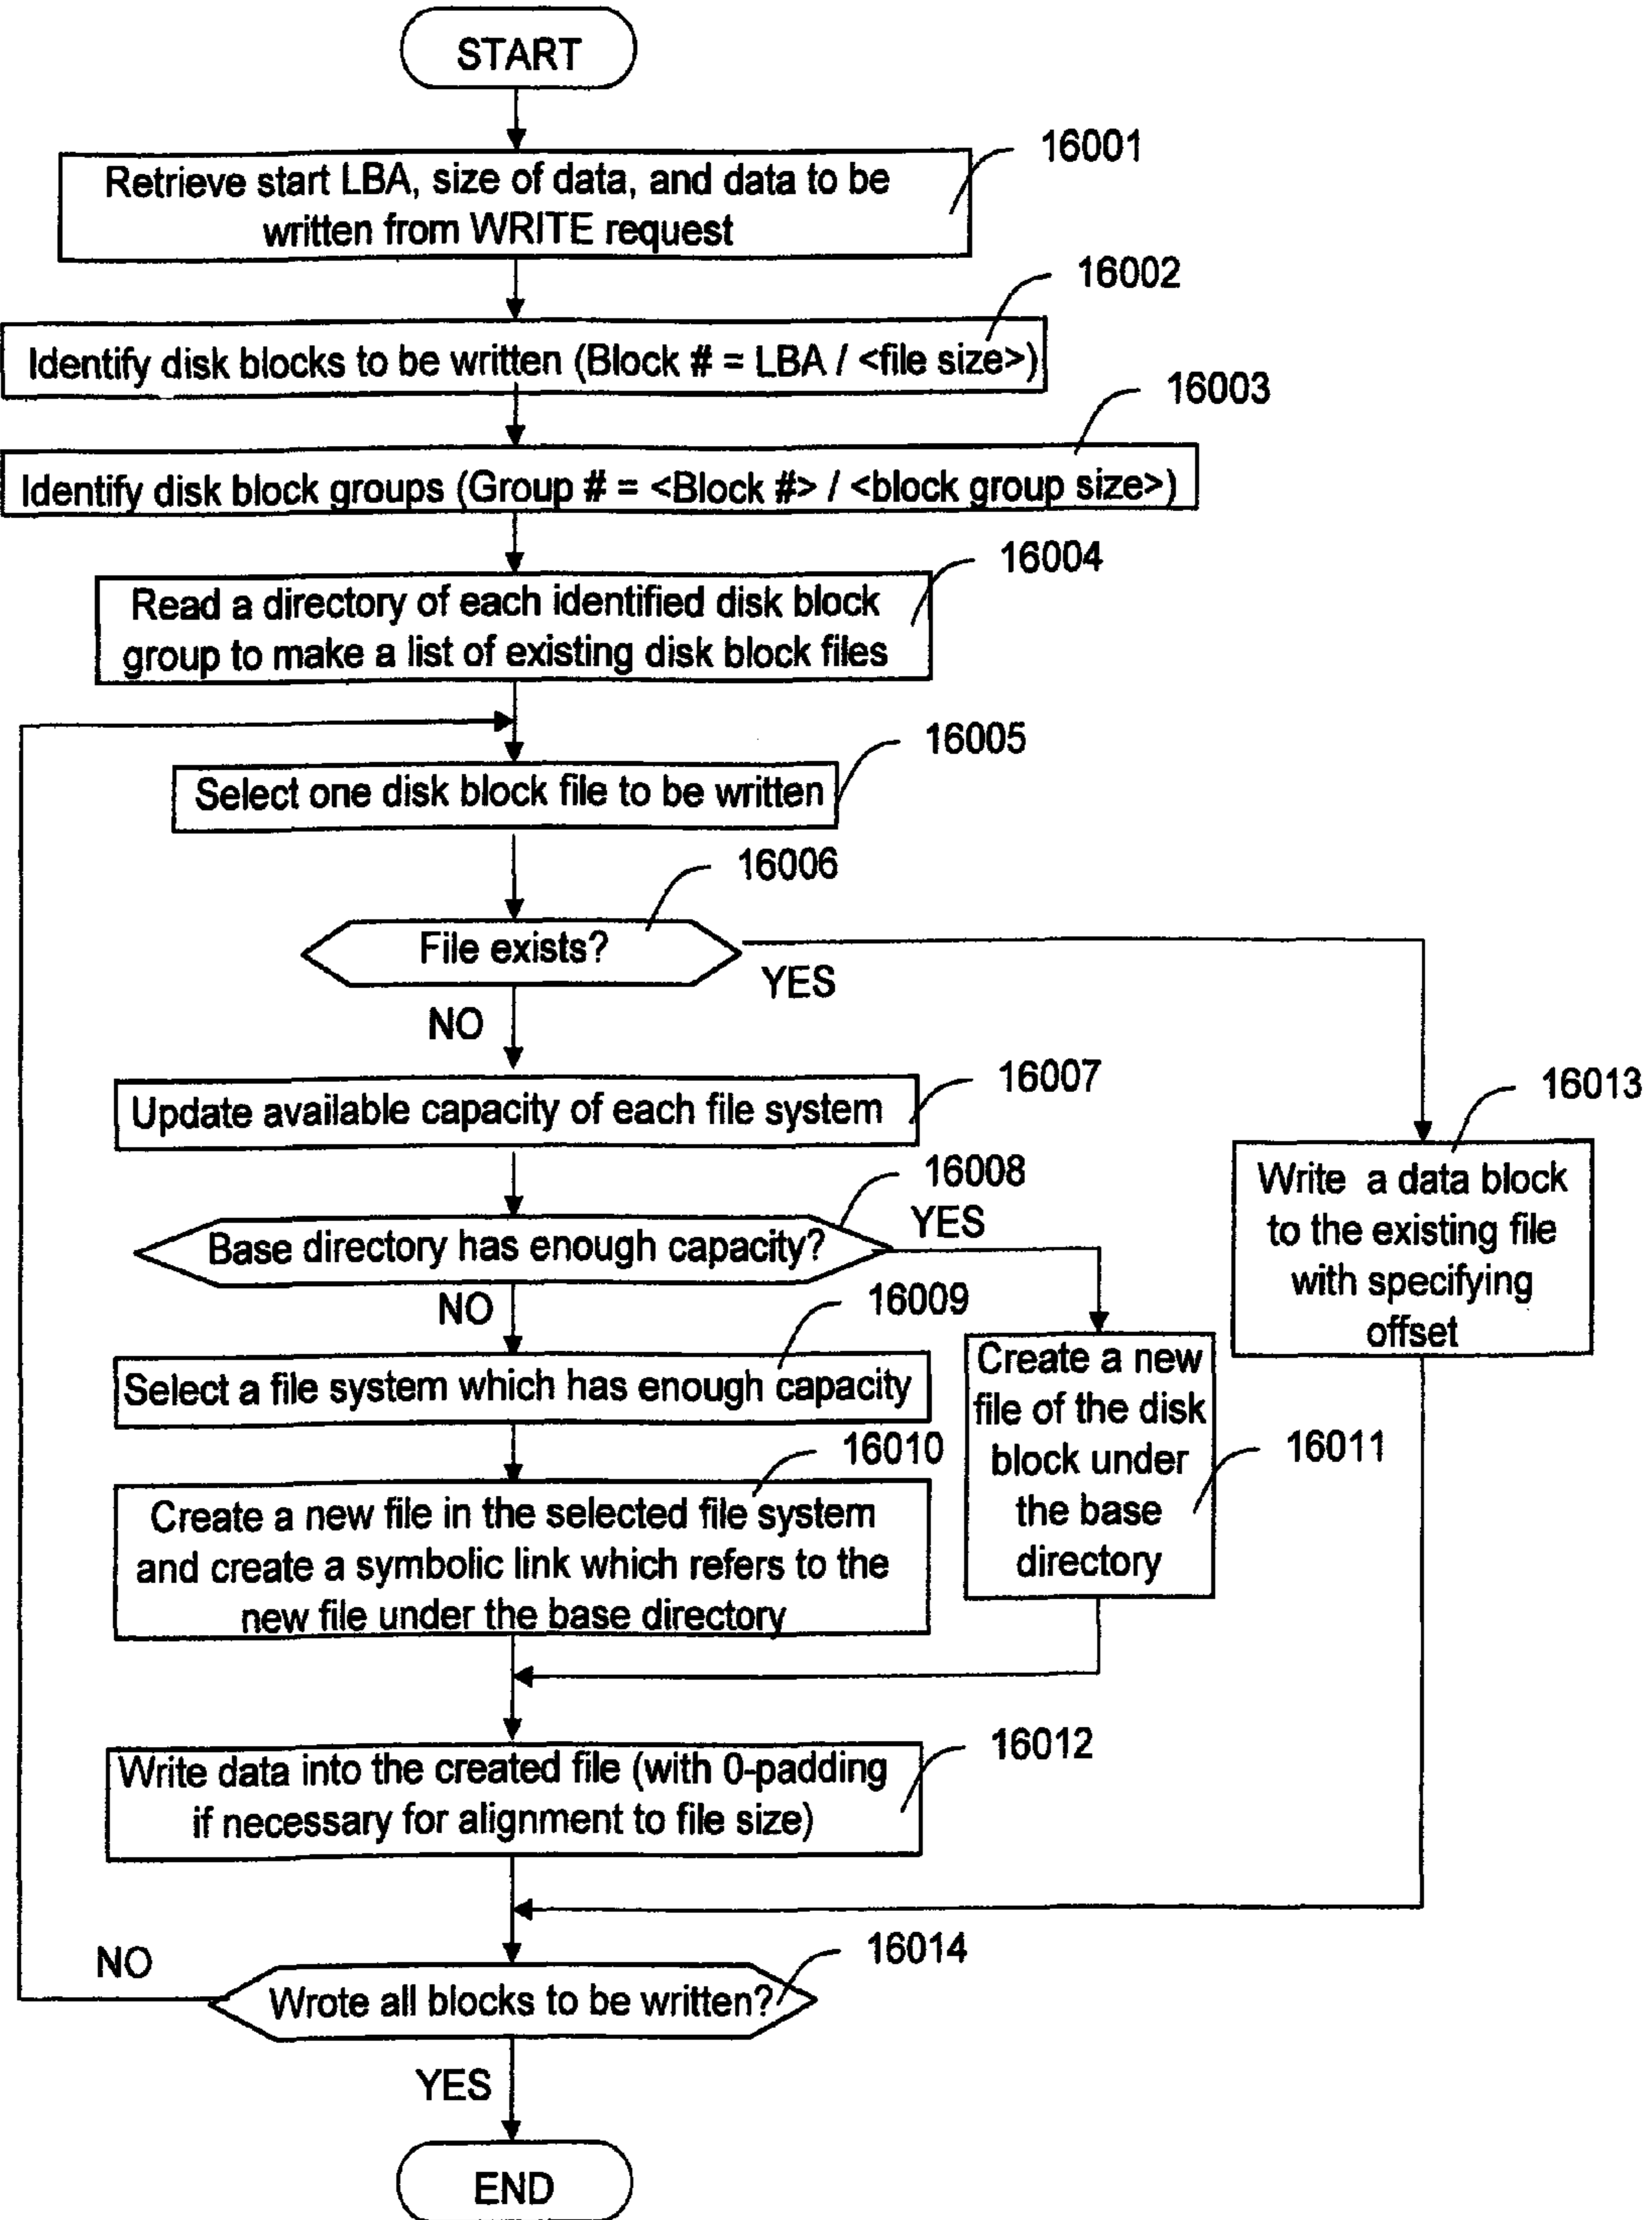 START
16001
Retrieve start LBA, size of data, and data to be
written from WRITE request
16002
Identify disk blocks to be written (Block # = LBA / <file size>)
16003
Identify disk block groups (Group # = <Block #> / <block group size>)
16004
Read a directory of each identified disk block
group to make a list of existing disk block files
16005
Select one disk block file to be written
16006
File exists?
YES
NO
16007
Update available capacity of each file system
16013
Write a data block
to the existing file
with specifying
offset
16008
YES
Base directory has enough capacity?
NO
16009
Select a file system which has enough capacity
Create a new
file of the disk
block under
the base
directory
16011
16010
Create a new file in the selected file system
and create a symbolic link which refers to the
new file under the base directory
16012
Write data into the created file (with 0-padding
if necessary for alignment to file size)
16014
NO
Wrote all blocks to be written?
YES
END